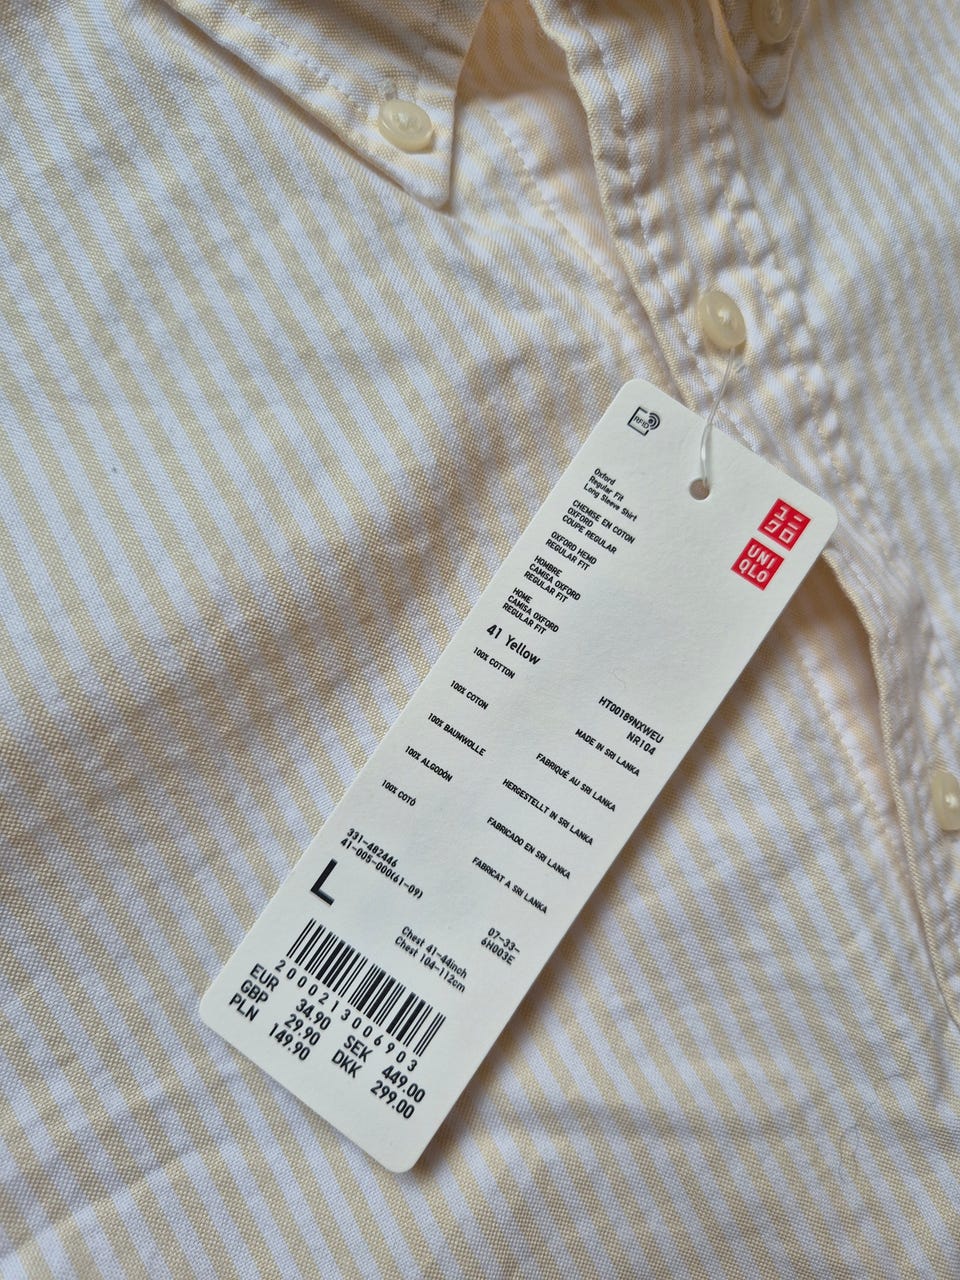 RFID
Oxford
Regular Fit
Long Sleeve Shirt
CHEMISE EN COTON
OXFORD
COUPE REGULAR
OXFORD HEMD
REGULAR FIT
HOMBRE
CAMISA OXFORD
REGULAR FIT
HOME
CAMISA OXFORD
REGULAR FIT
41 Yellow
ユニ
クロ
UNI
QLO
100% COTTON
100% COTON
100% BAUMWOLLE
100% ALGODÓN
100% COTÓ
HT00189NXWEU
NR104
MADE IN SRI LANKA
FABRIQUÉ AU SRI LANKA
HERGESTELLT IN SRI LANKA
FABRICADO EN SRI LANKA
FABRICAT A SRI LANKA
331-482446
41-005-000(61-09)
L
07-33-
6H003E
Chest 41-44inch
Chest 104-112cm
2000213006903
EUR 34.90 SEK 449.00
GBP 29.90 DKK 299.00
PLN 149.90